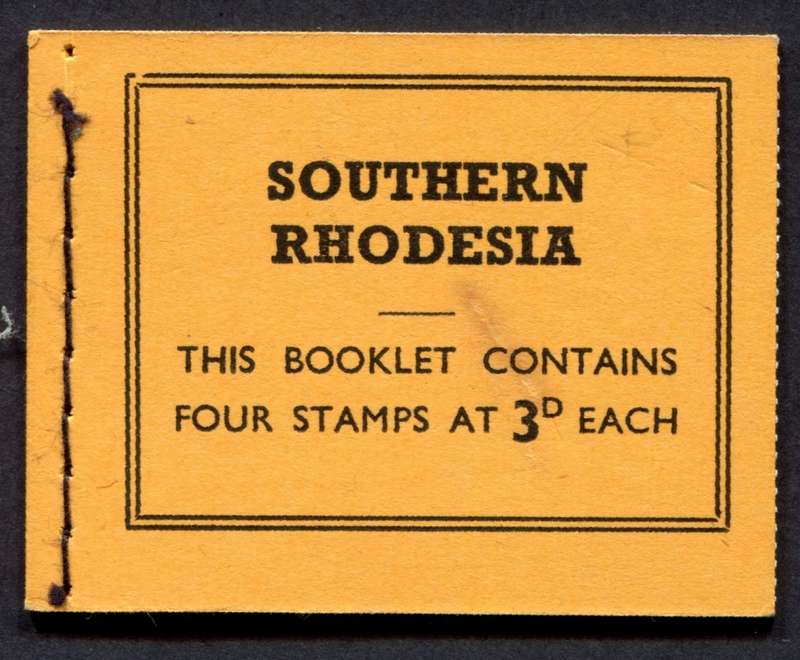 SOUTHERN
RHODESIA
THIS BOOKLET CONTAINS
FOUR STAMPS AT 3D EACH